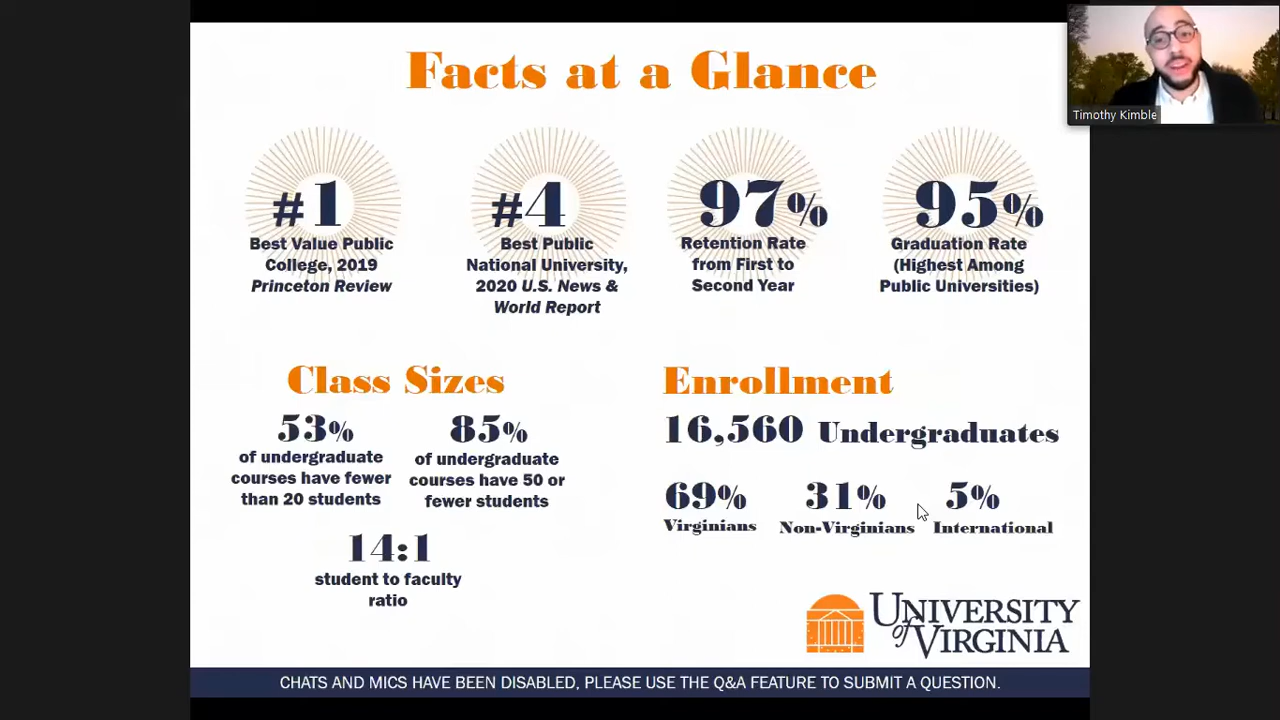 Facts at a Glance
Timothy Kimble
#1
Best Value Public
College, 2019
Princeton Review
#4
Best Public
National University,
2020 U.S. News &
World Report
97%
Retention Rate
from First to
Second Year
95%
Graduation Rate
(Highest Among
Public Universities)
Class Sizes
53%
of undergraduate
courses have fewer
than 20 students
85%
of undergraduate
courses have 50 or
fewer students
14:1
student to faculty
ratio
Enrollment
16,560 Undergraduates
69%
Virginians
31%
Non-Virginians
5%
International
UNIVERSITY
of VIRGINIA
CHATS AND MICS HAVE BEEN DISABLED, PLEASE USE THE Q&A FEATURE TO SUBMIT A QUESTION.